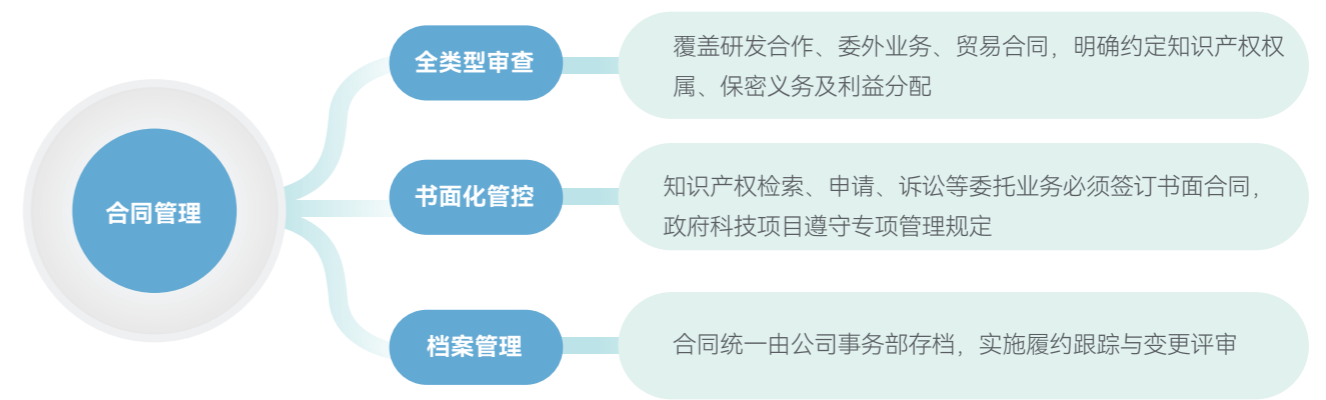 合同管理
全类型审查
覆盖研发合作、委外业务、贸易合同，明确约定知识产权权
属、保密义务及利益分配
书面化管控
知识产权检索、申请、诉讼等委托业务必须签订书面合同，
政府科技项目遵守专项管理规定
档案管理
合同统一由公司事务部存档，实施履约跟踪与变更评审